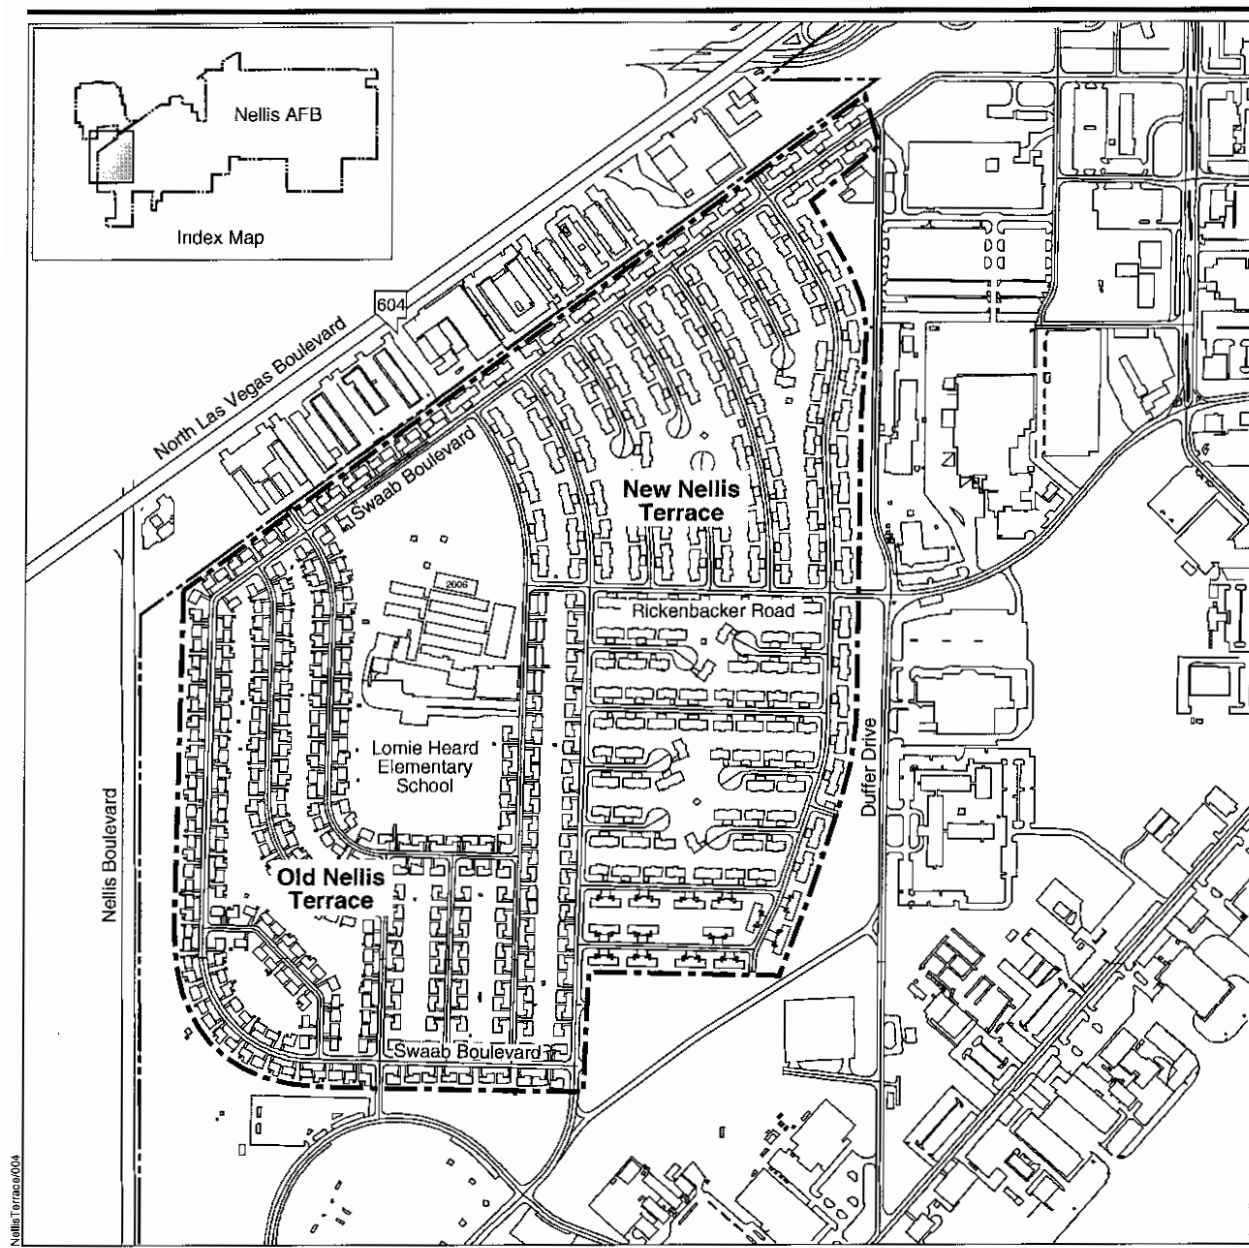 Nellis AFB
Index Map
604
North Las Vegas Boulevard
Swaab Boulevard
New Nellis
Terrace
2006
Rickenbacker Road
Lomie Heard
Elementary
School
Duffer Drive
Nellis Boulevard
Old Nellis
Terrace
Swaab Boulevard
NellisTerrace/004